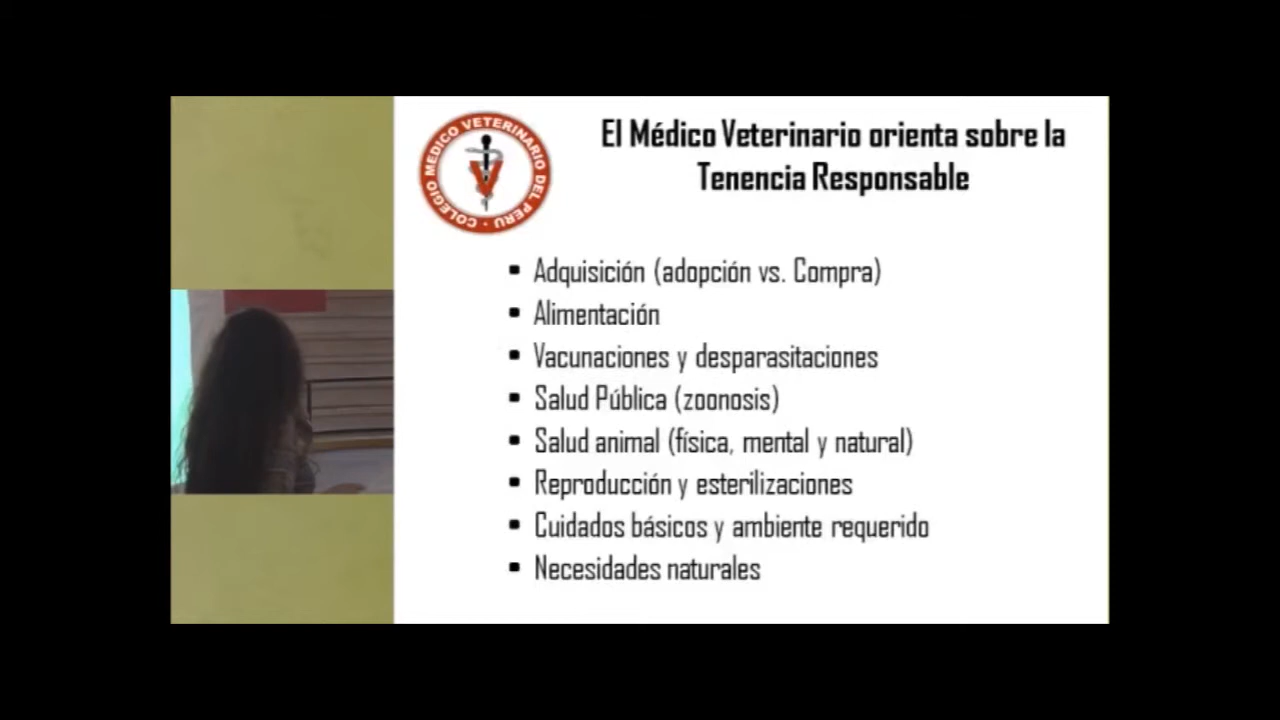 COLEGIO MEDICO VETERINARIO DEL PERU
El Médico Veterinario orienta sobre la
Tenencia Responsable
▪ Adquisición (adopción vs. Compra)
▪ Alimentación
▪ Vacunaciones y desparasitaciones
▪ Salud Pública (zoonosis)
▪ Salud animal (física, mental y natural)
▪ Reproducción y esterilizaciones
▪ Cuidados básicos y ambiente requerido
▪ Necesidades naturales